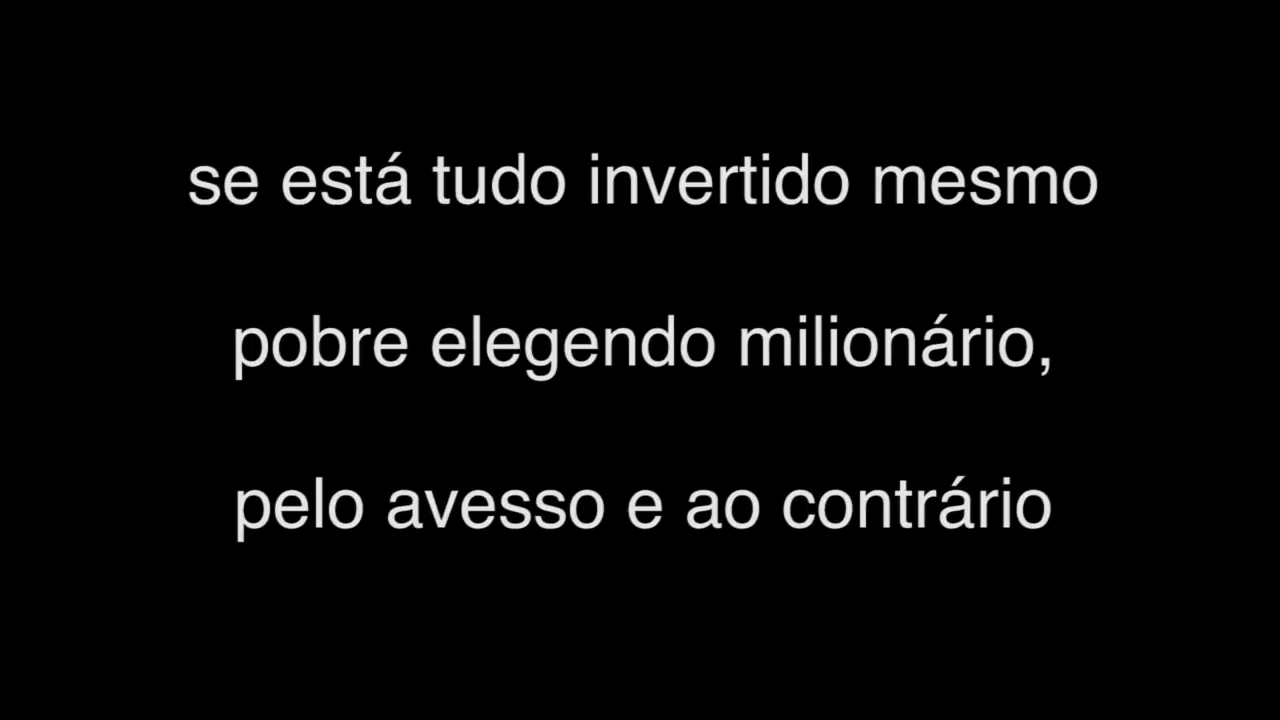 se está tudo invertido mesmo
pobre elegendo milionário,
pelo avesso e ao contrário